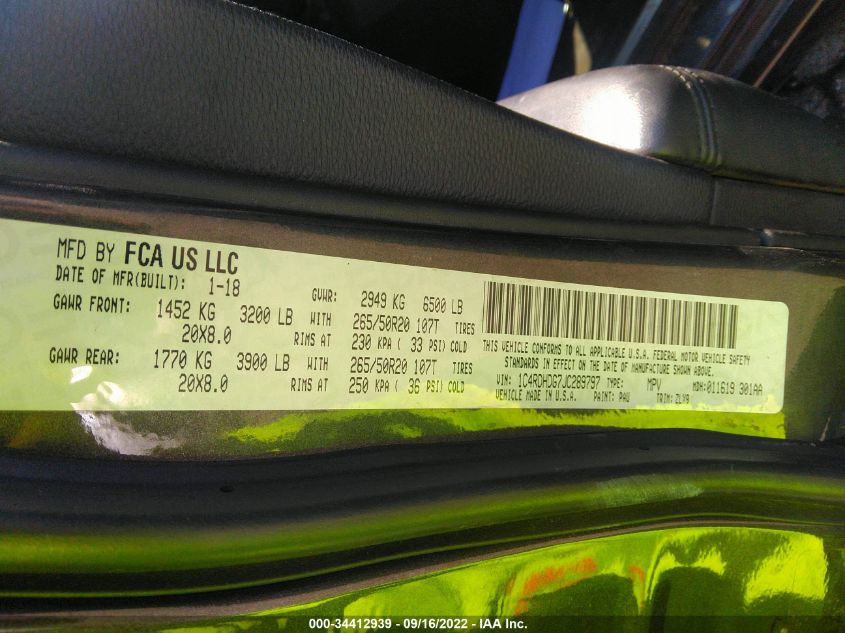 MFD BY FCA US LLC
DATE OF MFR(BUILT): 1-18 GVWR: 2949 KG 6500 LB
GAWR FRONT: 1452 KG 3200 LB WITH 265/50R20 107T TIRES
20X8.0 RIMS AT 230 KPA ( 33 PSI) COLD
GAWR REAR: 1770 KG 3900 LB WITH 265/50R20 107T TIRES
20X8.0 RIMS AT 250 KPA ( 36 PSI) COLD
THIS VEHICLE CONFORMS TO ALL APPLICABLE U.S.A. FEDERAL MOTOR VEHICLE SAFETY
STANDARDS IN EFFECT ON THE DATE OF MANUFACTURE SHOWN ABOVE.
VIN: 1C4RDHDG7JC289797 TYPE: MPV MDH: 011619 301AA
VEHICLE MADE IN U.S.A. PAINT: PAU TRIM: ZLX9
000-34412939 - 09/16/2022 - IAA Inc.